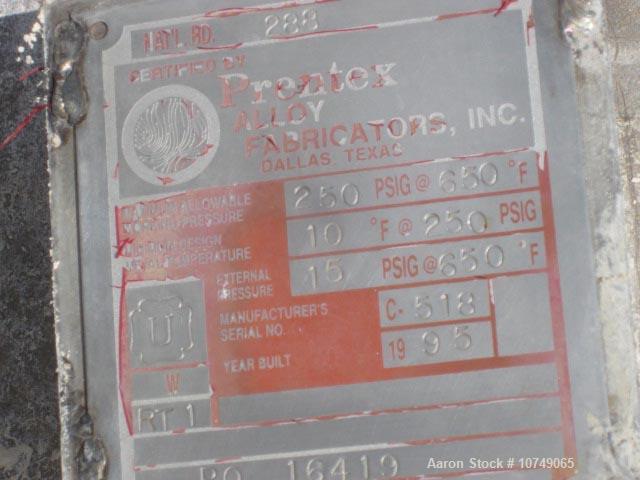 NAT'L. BD. 288
CERTIFIED BY
Prentex
ALLOY
FABRICATORS, INC.
DALLAS, TEXAS
MAXIMUM ALLOWABLE
WORKING PRESSURE
250 PSIG @ 650 °F
MINIMUM DESIGN
METAL TEMPERATURE
10 °F @ 250 PSIG
EXTERNAL
PRESSURE
15 PSIG @ 650 °F
MANUFACTURER'S
SERIAL NO.
C- 518
YEAR BUILT
19 95
U
W
RT 1
PO 16419
Aaron Stock # 10749065